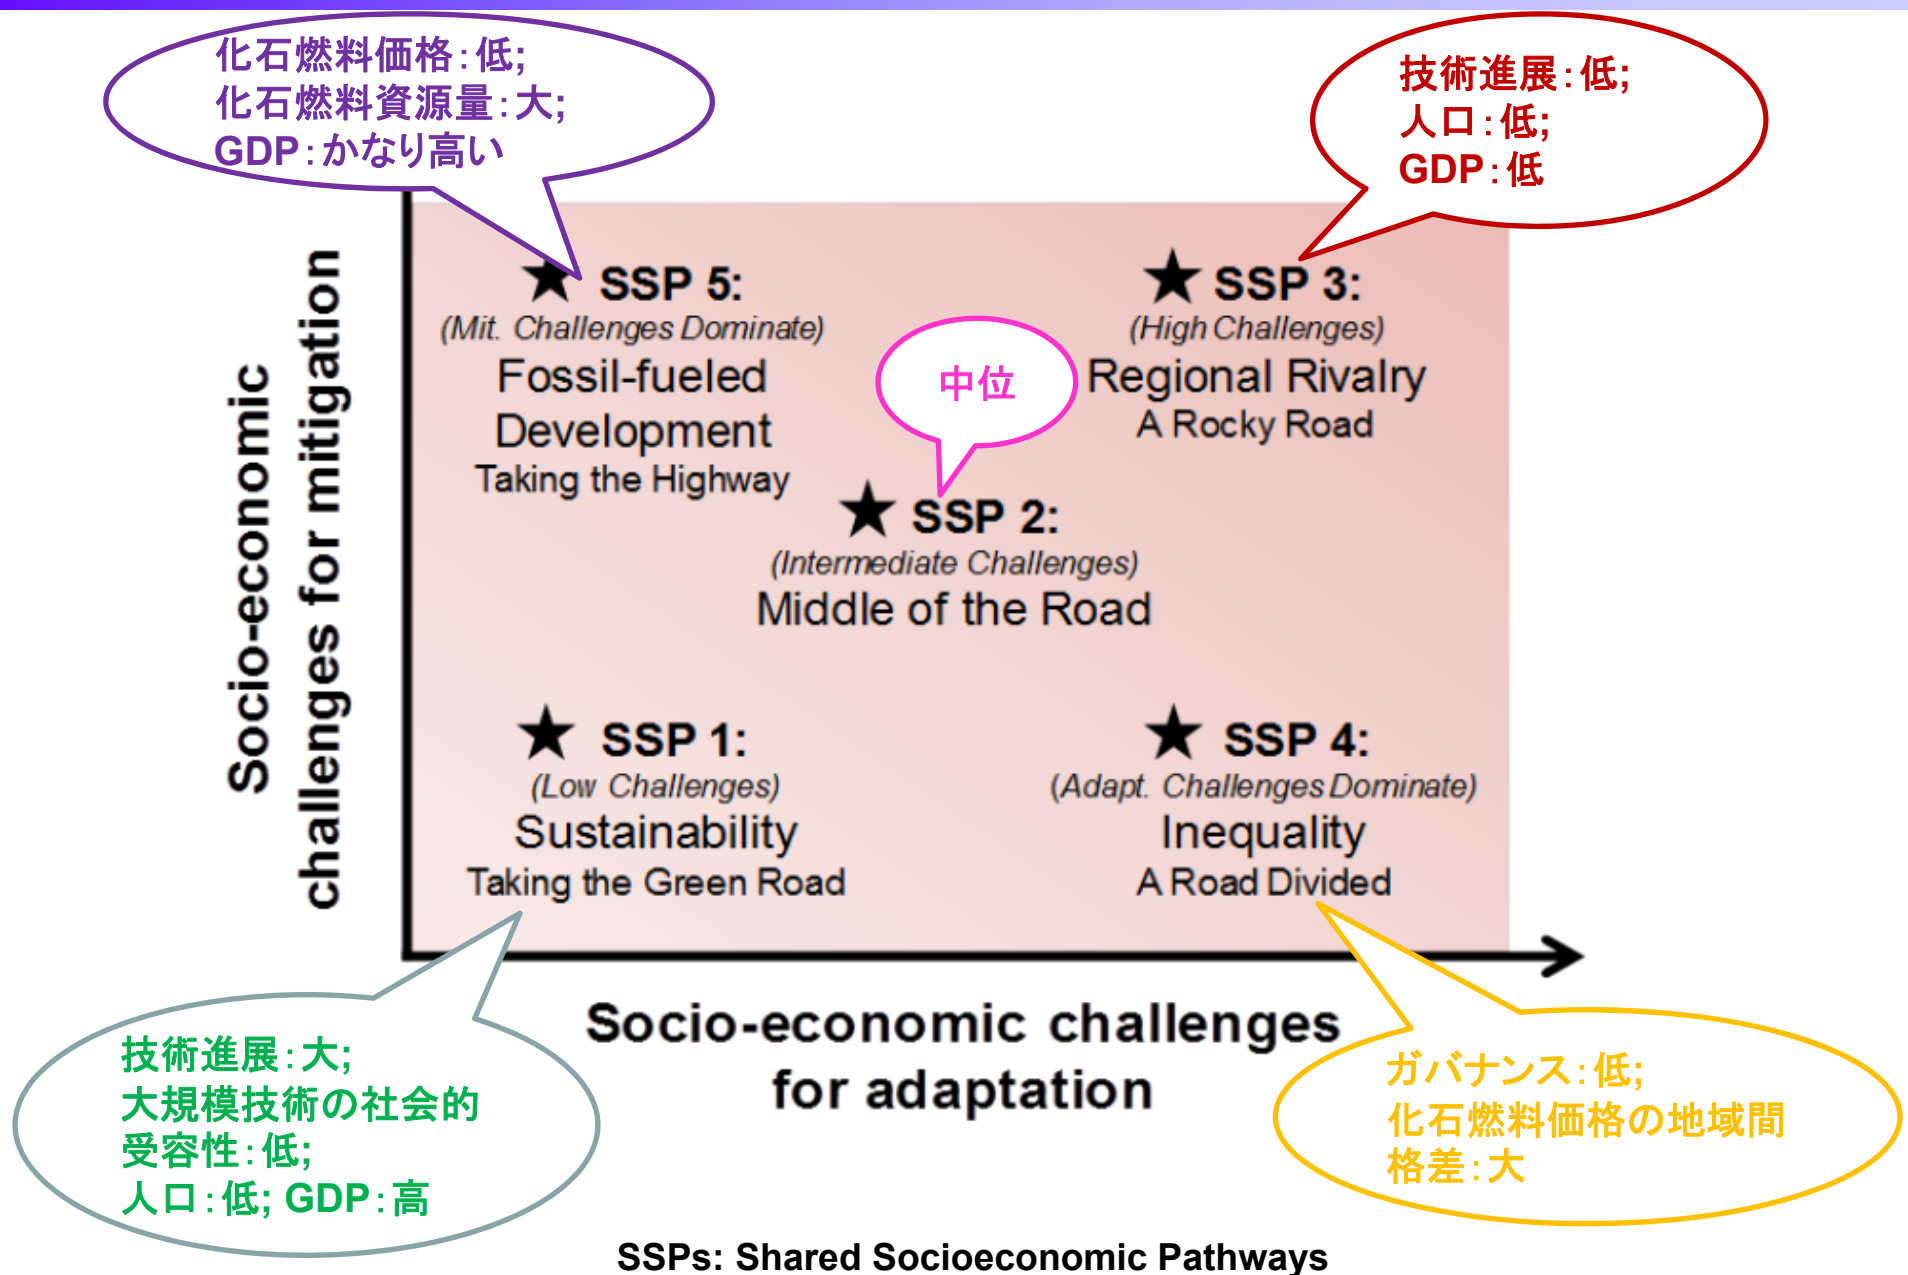 化石燃料価格:低;
化石燃料資源量:大;
GDP:かなり高い
技術進展:低;
人口:低;
GDP:低
Socio-economic
challenges for mitigation
SSP 5:
(Mit. Challenges Dominate)
Fossil-fueled
Development
Taking the Highway
SSP 3:
(High Challenges)
Regional Rivalry
A Rocky Road
中位
SSP 2:
(Intermediate Challenges)
Middle of the Road
SSP 1:
(Low Challenges)
Sustainability
Taking the Green Road
SSP 4:
(Adapt. Challenges Dominate)
Inequality
A Road Divided
Socio-economic challenges
for adaptation
技術進展:大;
大規模技術の社会的
受容性:低;
人口:低; GDP:高
ガバナンス:低;
化石燃料価格の地域間
格差:大
SSPs: Shared Socioeconomic Pathways